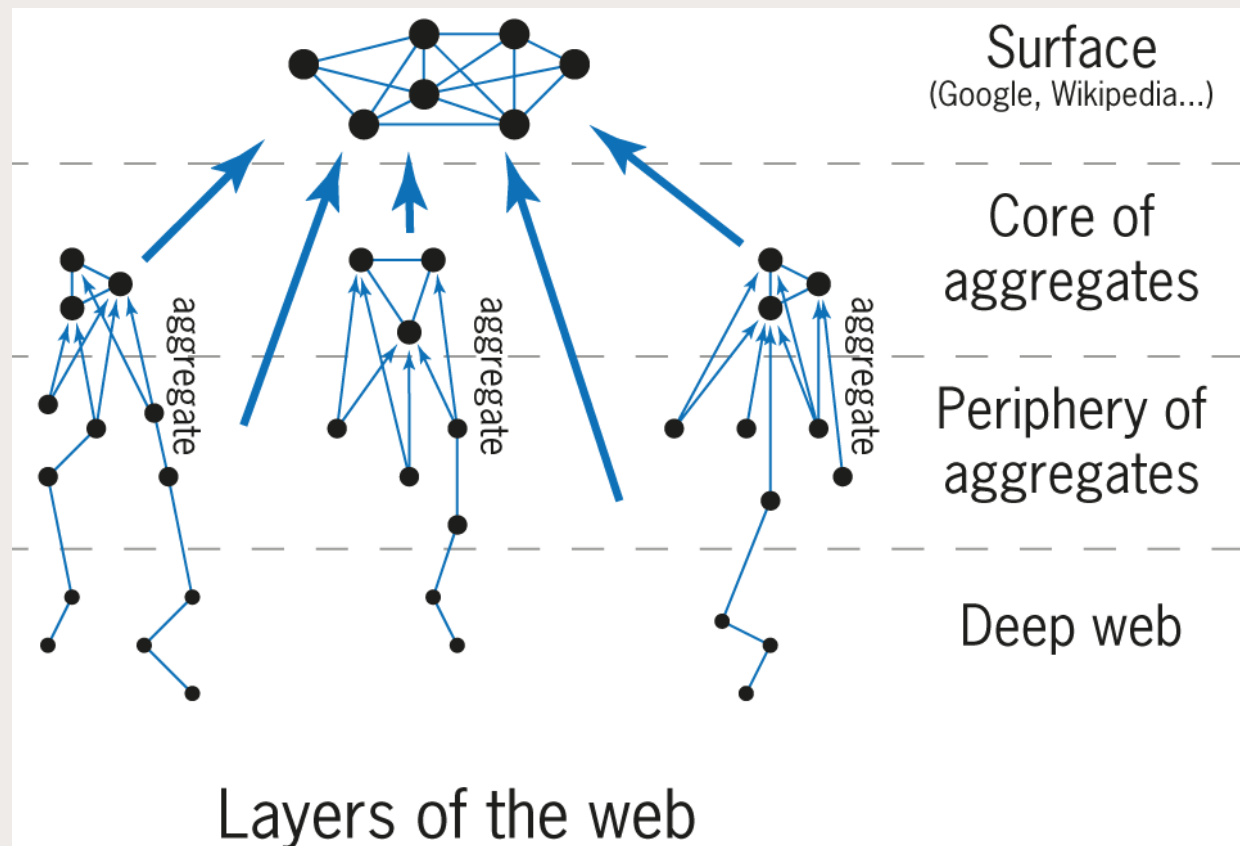 Surface
(Google, Wikipedia...)
Core of
aggregates
aggregate
aggregate
aggregate
Periphery of
aggregates
Deep web
Layers of the web